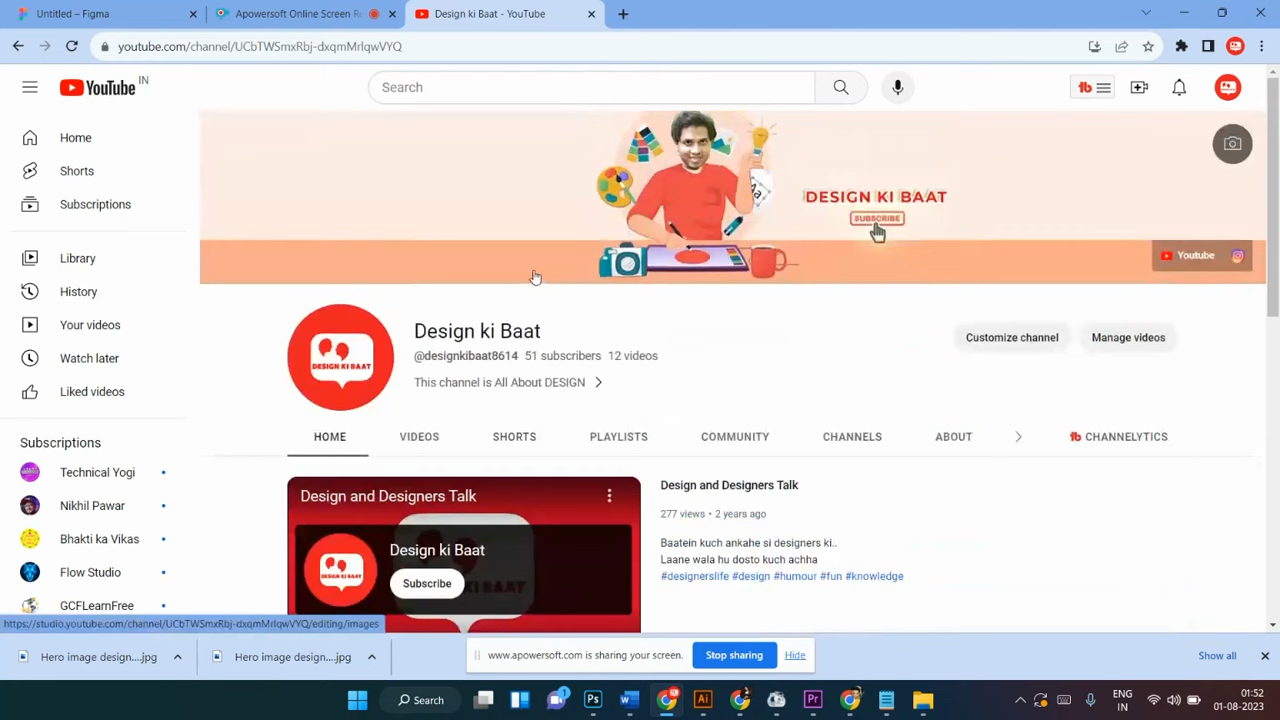 Untitled – Figma
Apowersoft Online Screen R
Design ki Baat - YouTube
youtube.com/channel/UCbTWSmxRbj-dxqmMrlqwVYQ
YouTube IN
Search
Home
Shorts
Subscriptions
Library
History
Your videos
Watch later
Liked videos
Subscriptions
Technical Yogi
Nikhil Pawar
Bhakti ka Vikas
Flow Studio
GCFLearnFree
DESIGN KI BAAT
SUBSCRIBE
Youtube
DESIGN KI BAAT
Design ki Baat
@designkibaat8614 51 subscribers 12 videos
This channel is All About DESIGN
Customize channel
Manage videos
HOME VIDEOS SHORTS PLAYLISTS COMMUNITY CHANNELS ABOUT CHANNELYTICS
Design and Designers Talk
DESIGN KI BAAT
Design ki Baat
Subscribe
Design and Designers Talk
277 views • 2 years ago
Baatein kuch ankahe si designers ki..
Laane wala hu dosto kuch achha
#designerslife #design #humour #fun #knowledge
https://studio.youtube.com/channel/UCbTWSmxRbj-dxqmMrlqwVYQ/editing/images
Hero image design....jpg
Hero image design....jpg
www.apowersoft.com is sharing your screen.
Stop sharing
Hide
Show all
Search
ENG
IN
01:52
01-08-2023